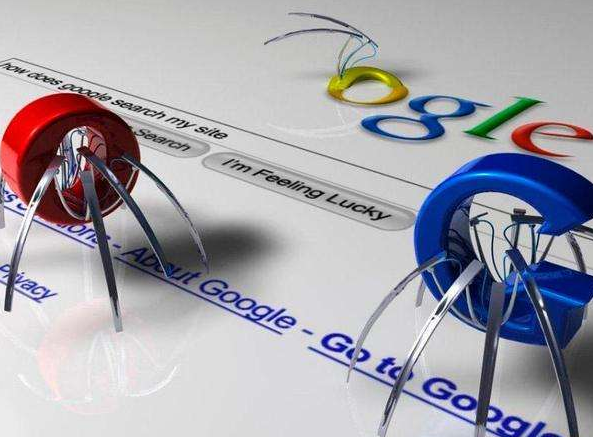 ogle
how does google search my site
Search
I'm Feeling Lucky
About Google - Go to Google
Privacy
G